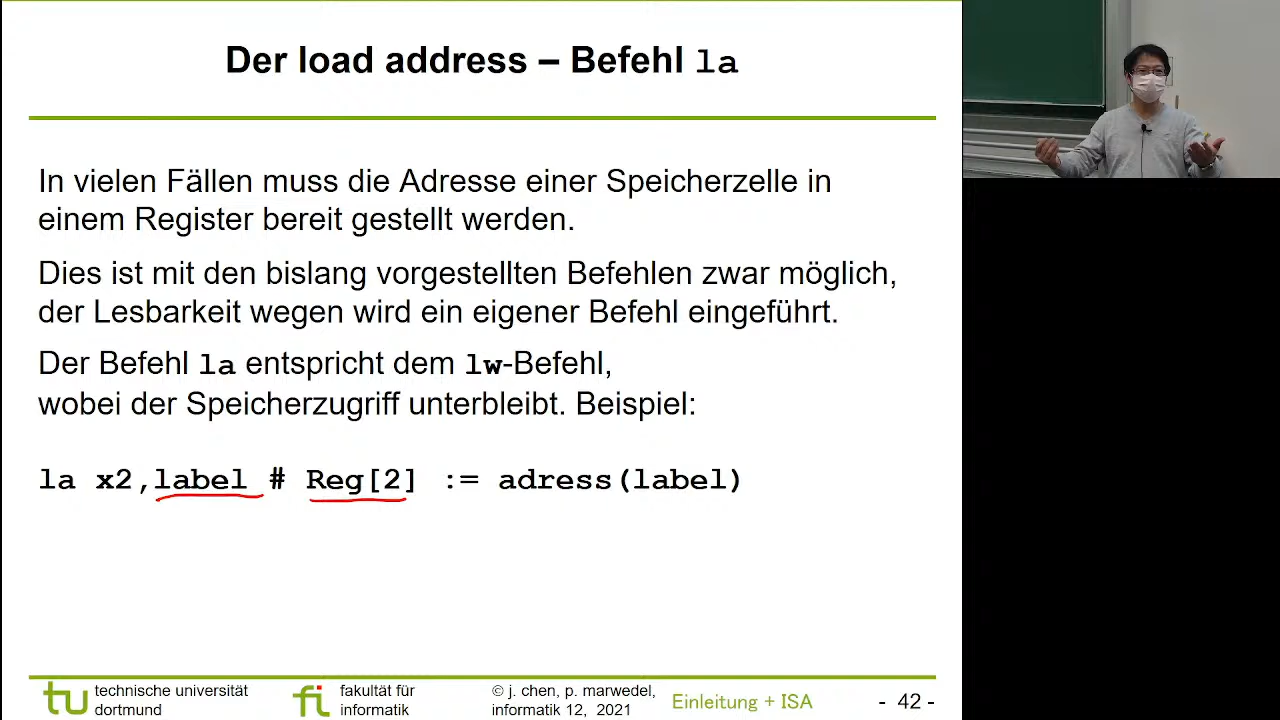 Der load address – Befehl la
In vielen Fällen muss die Adresse einer Speicherzelle in
einem Register bereit gestellt werden.
Dies ist mit den bislang vorgestellten Befehlen zwar möglich,
der Lesbarkeit wegen wird ein eigener Befehl eingeführt.
Der Befehl la entspricht dem lw-Befehl,
wobei der Speicherzugriff unterbleibt. Beispiel:
la x2,label # Reg[2] := adress(label)
tu technische universität
dortmund
fi fakultät für
informatik
© j. chen, p. marwedel,
informatik 12, 2021
Einleitung + ISA
- 42 -